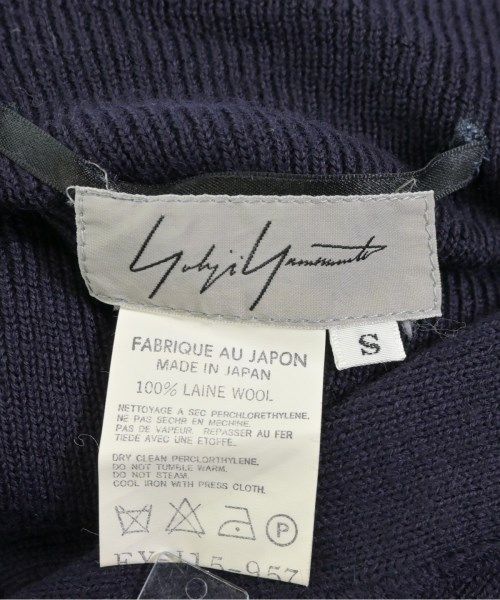 Yohji Yamamoto
S
FABRIQUE AU JAPON
MADE IN JAPAN
100% LAINE WOOL
NETTOYAGE A SEC PERCHLORETHYLENE.
NE PAS SECHER EN MECHINE.
PAS DE VAPEUR. REPASSER AU FER
TIEDE AVEC UNE ETOFFE.
DRY CLEAN PERCLORTHYLENE.
DO NOT TUMBLE WARM.
DO NOT STEAM.
COOL IRON WITH PRESS CLOTH.
P